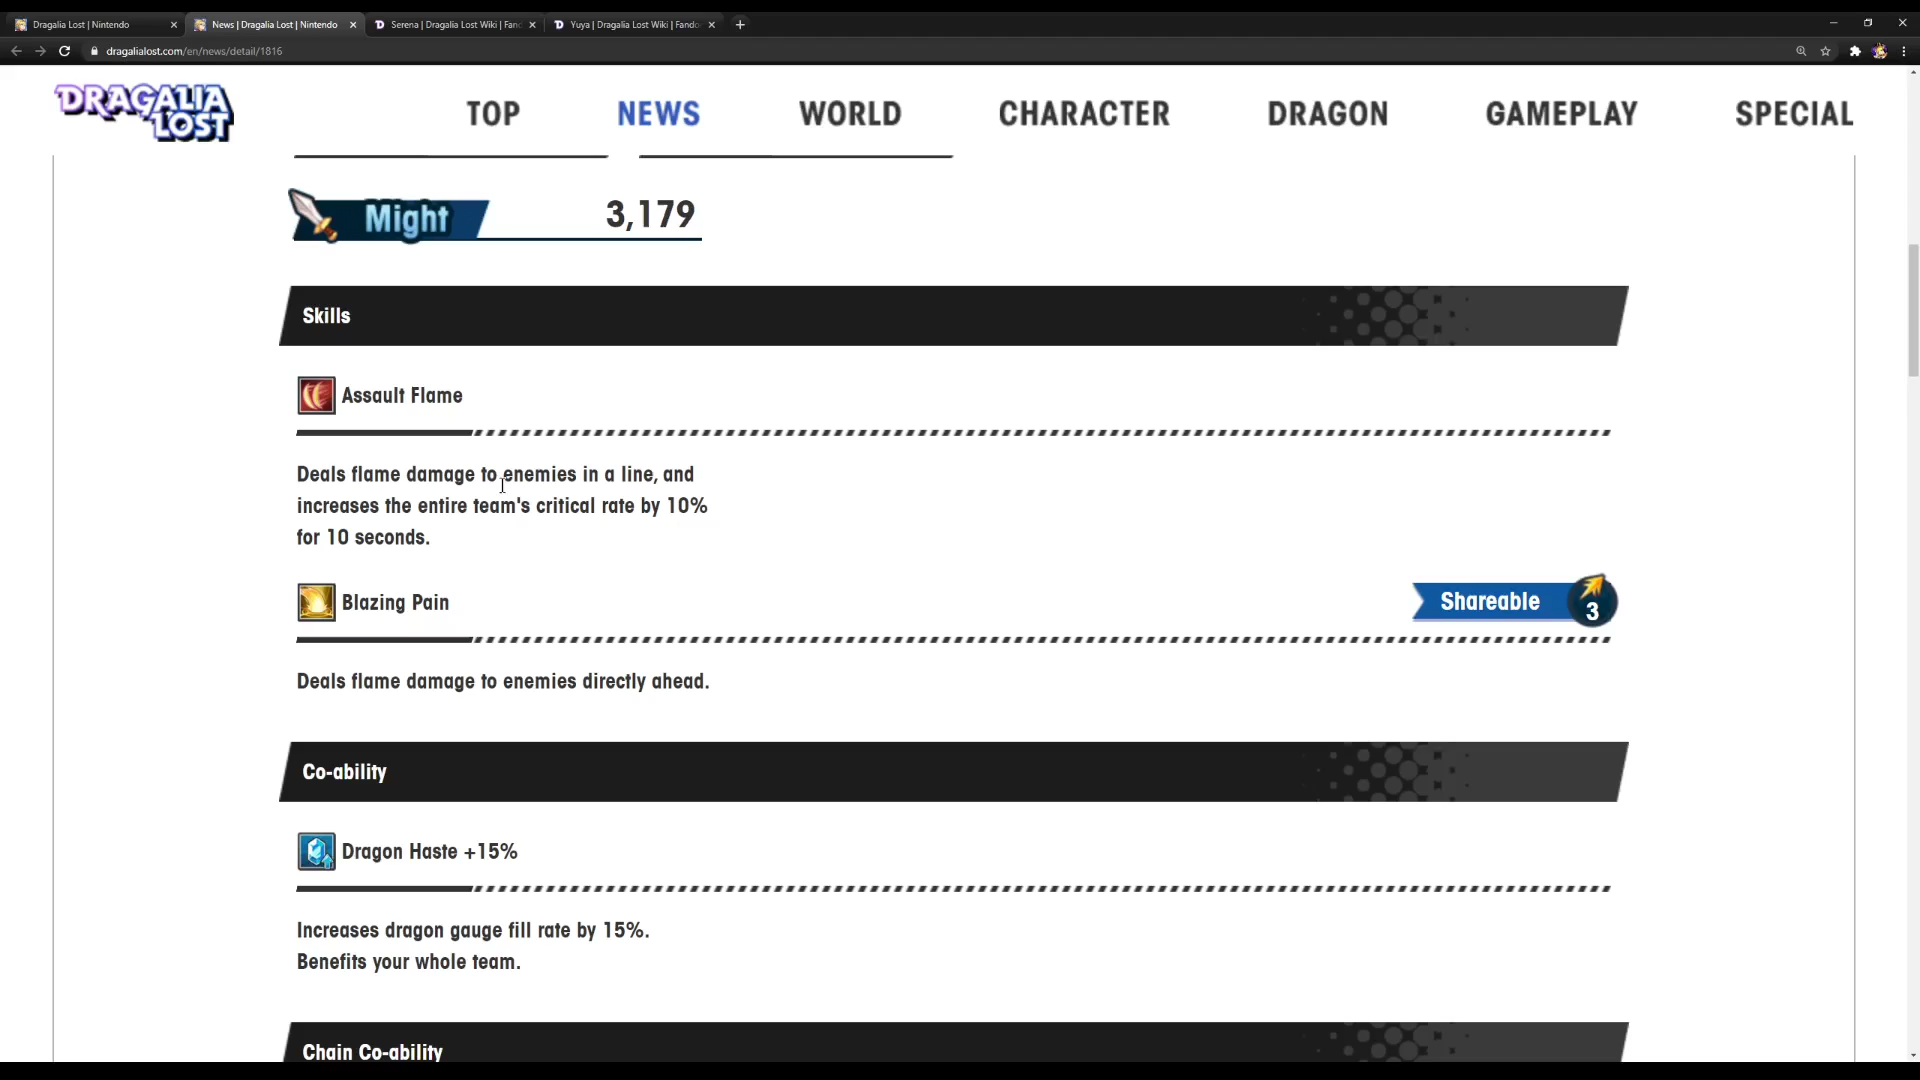 Dragalia Lost | Nintendo
News | Dragalia Lost | Nintendo
Serena | Dragalia Lost Wiki | Fand
Yuya | Dragalia Lost Wiki | Fando
dragalialost.com/en/news/detail/1816
DRAGALIA LOST
TOP
NEWS
WORLD
CHARACTER
DRAGON
GAMEPLAY
SPECIAL
Might
3,179
Skills
Assault Flame
Deals flame damage to enemies in a line, and
increases the entire team's critical rate by 10%
for 10 seconds.
Blazing Pain
Shareable
3
Deals flame damage to enemies directly ahead.
Co-ability
Dragon Haste +15%
Increases dragon gauge fill rate by 15%.
Benefits your whole team.
Chain Co-ability